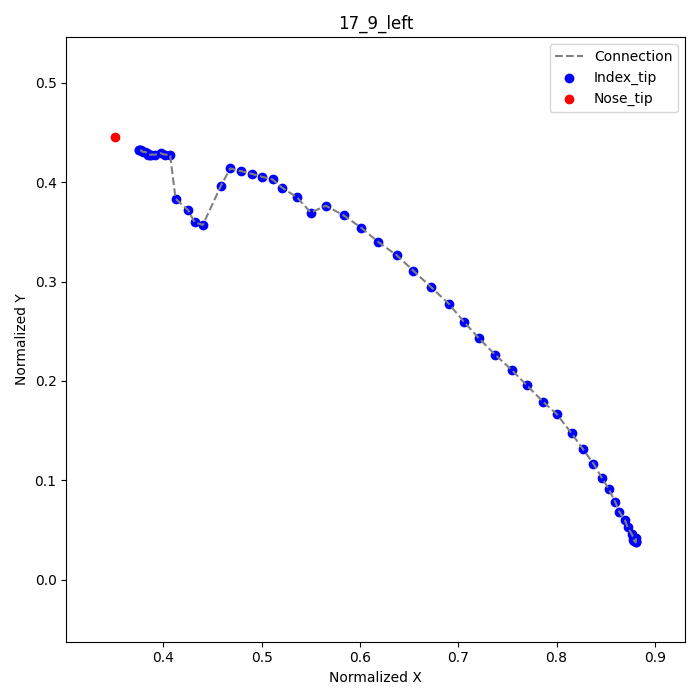 17_9_left
Connection
Index_tip
Nose_tip
0.5
0.4
0.3
0.2
0.1
0.0
Normalized Y
0.4 0.5 0.6 0.7 0.8 0.9
Normalized X